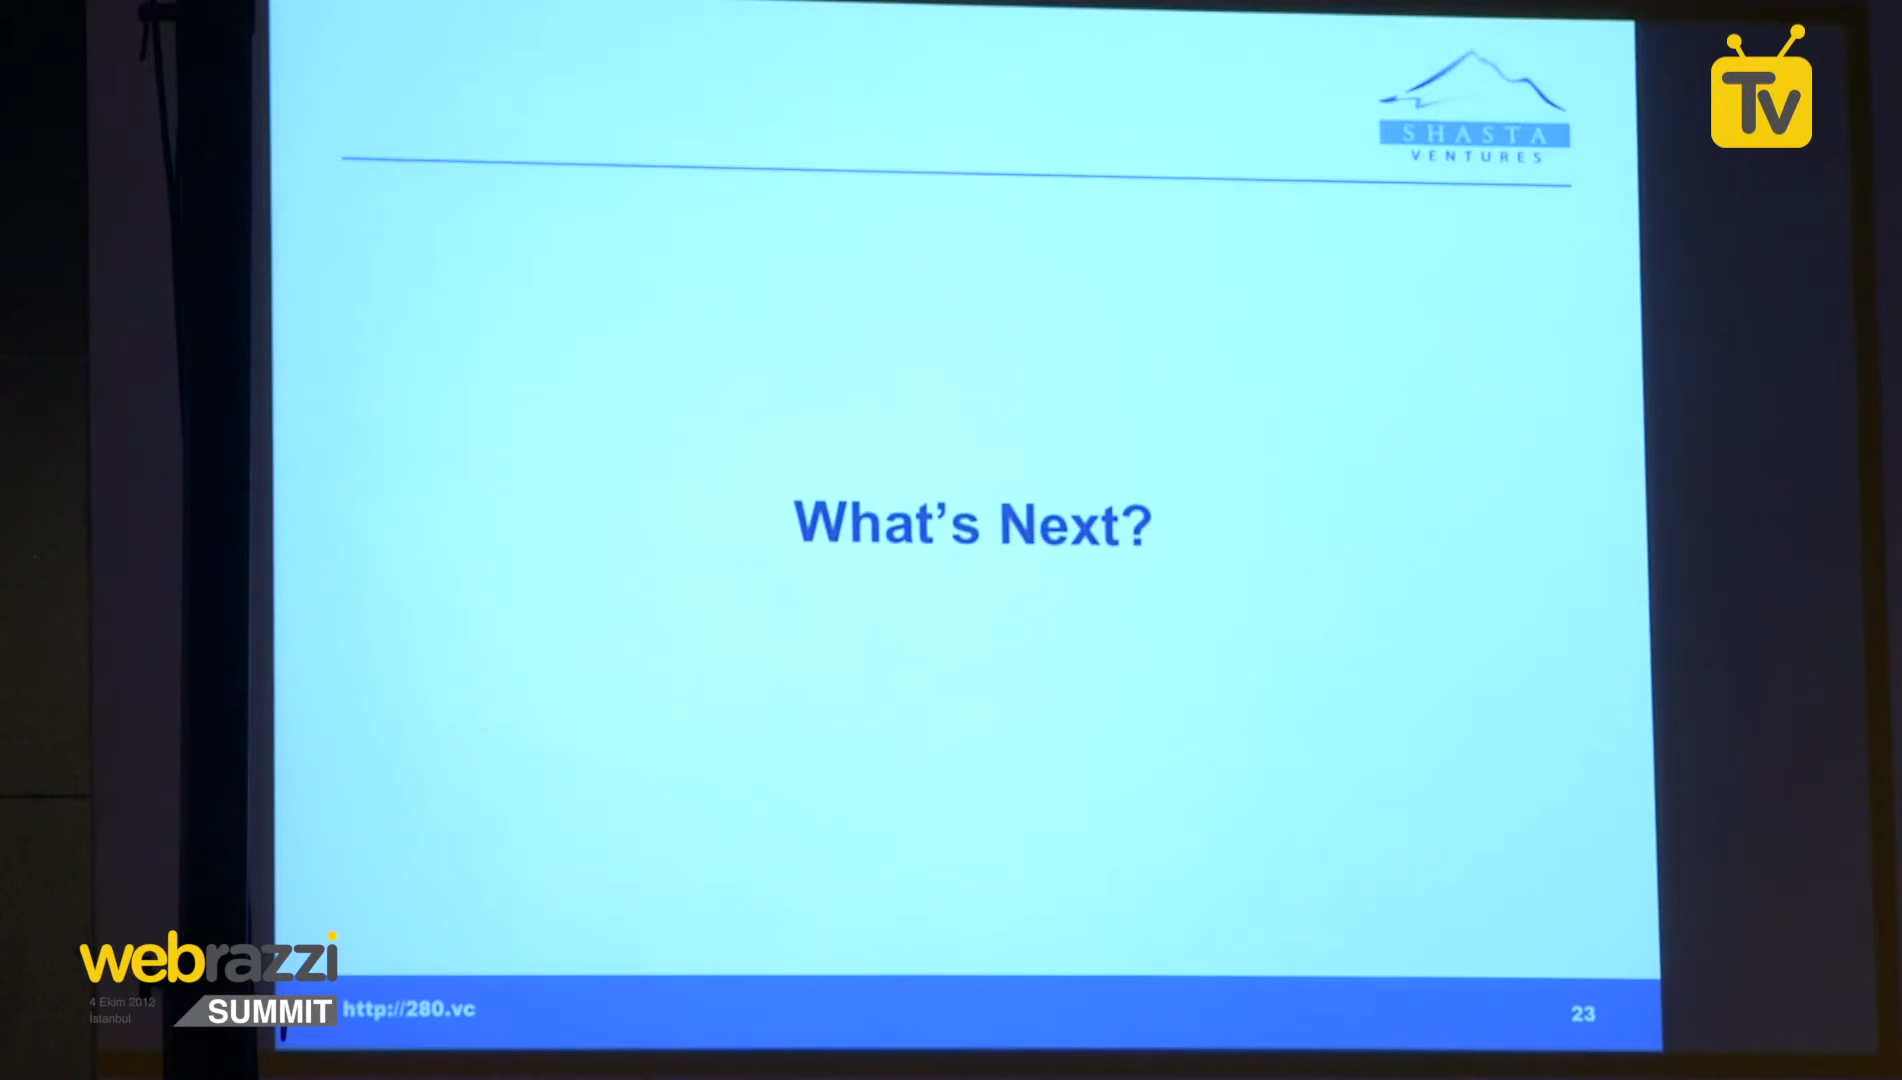 TV
SHASTA
VENTURES
What's Next?
webrazzi
4 Ekim 2012
İstanbul
SUMMIT
http://280.vc
23